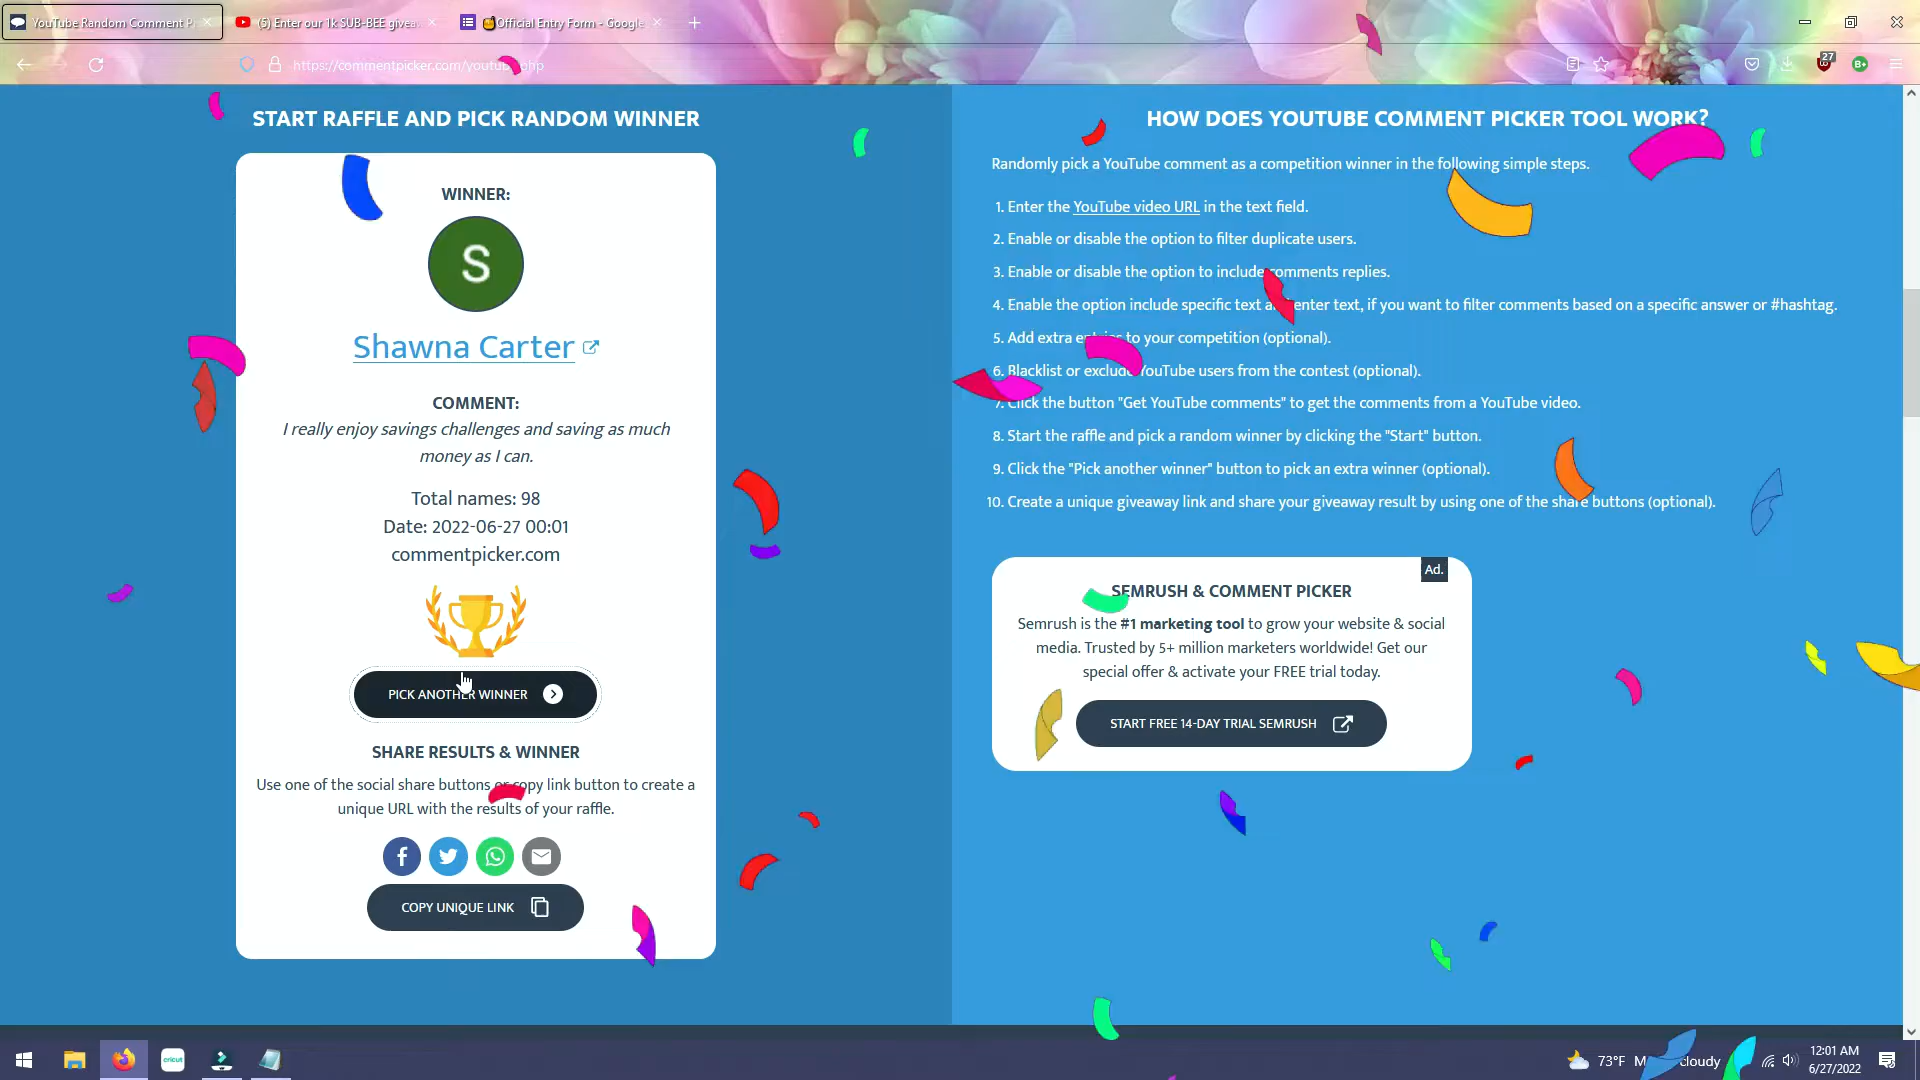 YouTube Random Comment P
(5) Enter our 1k SUB-BEE givea
Official Entry Form - Google
https://commentpicker.com/youtub php
27
B+
START RAFFLE AND PICK RANDOM WINNER
WINNER:
S
Shawna Carter
COMMENT:
I really enjoy savings challenges and saving as much
money as I can.
Total names: 98
Date: 2022-06-27 00:01
commentpicker.com
PICK ANOTHER WINNER
SHARE RESULTS & WINNER
Use one of the social share buttons or copy link button to create a
unique URL with the results of your raffle.
COPY UNIQUE LINK
HOW DOES YOUTUBE COMMENT PICKER TOOL WORK?
Randomly pick a YouTube comment as a competition winner in the following simple steps.
1. Enter the YouTube video URL in the text field.
2. Enable or disable the option to filter duplicate users.
3. Enable or disable the option to include comments replies.
4. Enable the option include specific text and enter text, if you want to filter comments based on a specific answer or #hashtag.
5. Add extra entries to your competition (optional).
6. Blacklist or exclude YouTube users from the contest (optional).
7. Click the button "Get YouTube comments" to get the comments from a YouTube video.
8. Start the raffle and pick a random winner by clicking the "Start" button.
9. Click the "Pick another winner" button to pick an extra winner (optional).
10. Create a unique giveaway link and share your giveaway result by using one of the share buttons (optional).
Ad.
SEMRUSH & COMMENT PICKER
Semrush is the #1 marketing tool to grow your website & social
media. Trusted by 5+ million marketers worldwide! Get our
special offer & activate your FREE trial today.
START FREE 14-DAY TRIAL SEMRUSH
cricut
73°F M cloudy
12:01 AM
6/27/2022